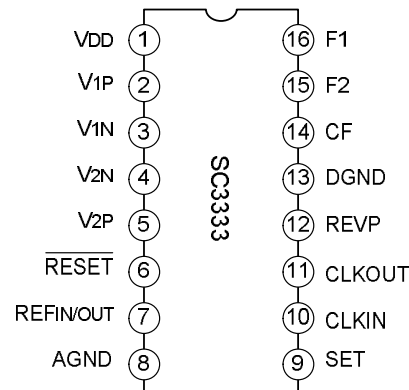 VDD 1 16 F1
V1P 2 15 F2
V1N 3 14 CF
V2N 4 13 DGND
V2P 5 12 REVP
RESET 6 11 CLKOUT
REFIN/OUT 7 10 CLKIN
AGND 8 9 SET
SC3333